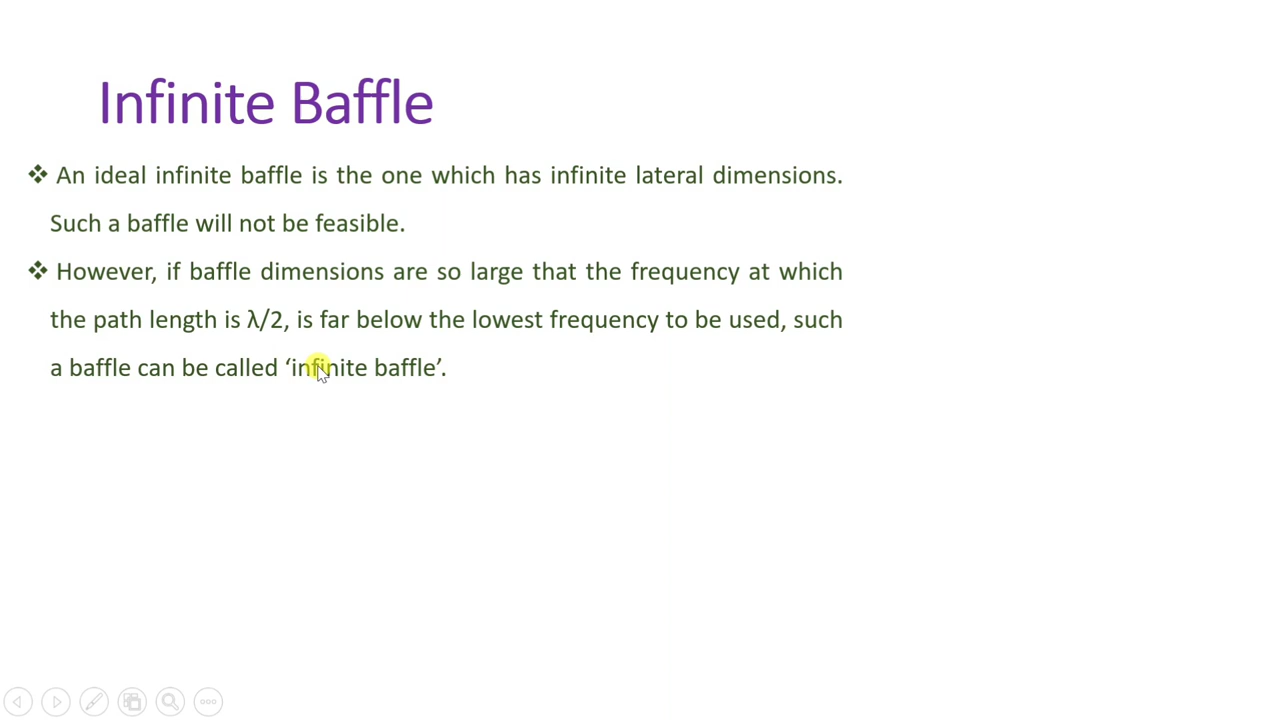 Infinite Baffle
❖ An ideal infinite baffle is the one which has infinite lateral dimensions.
Such a baffle will not be feasible.
❖ However, if baffle dimensions are so large that the frequency at which
the path length is λ/2, is far below the lowest frequency to be used, such
a baffle can be called ‘infinite baffle’.